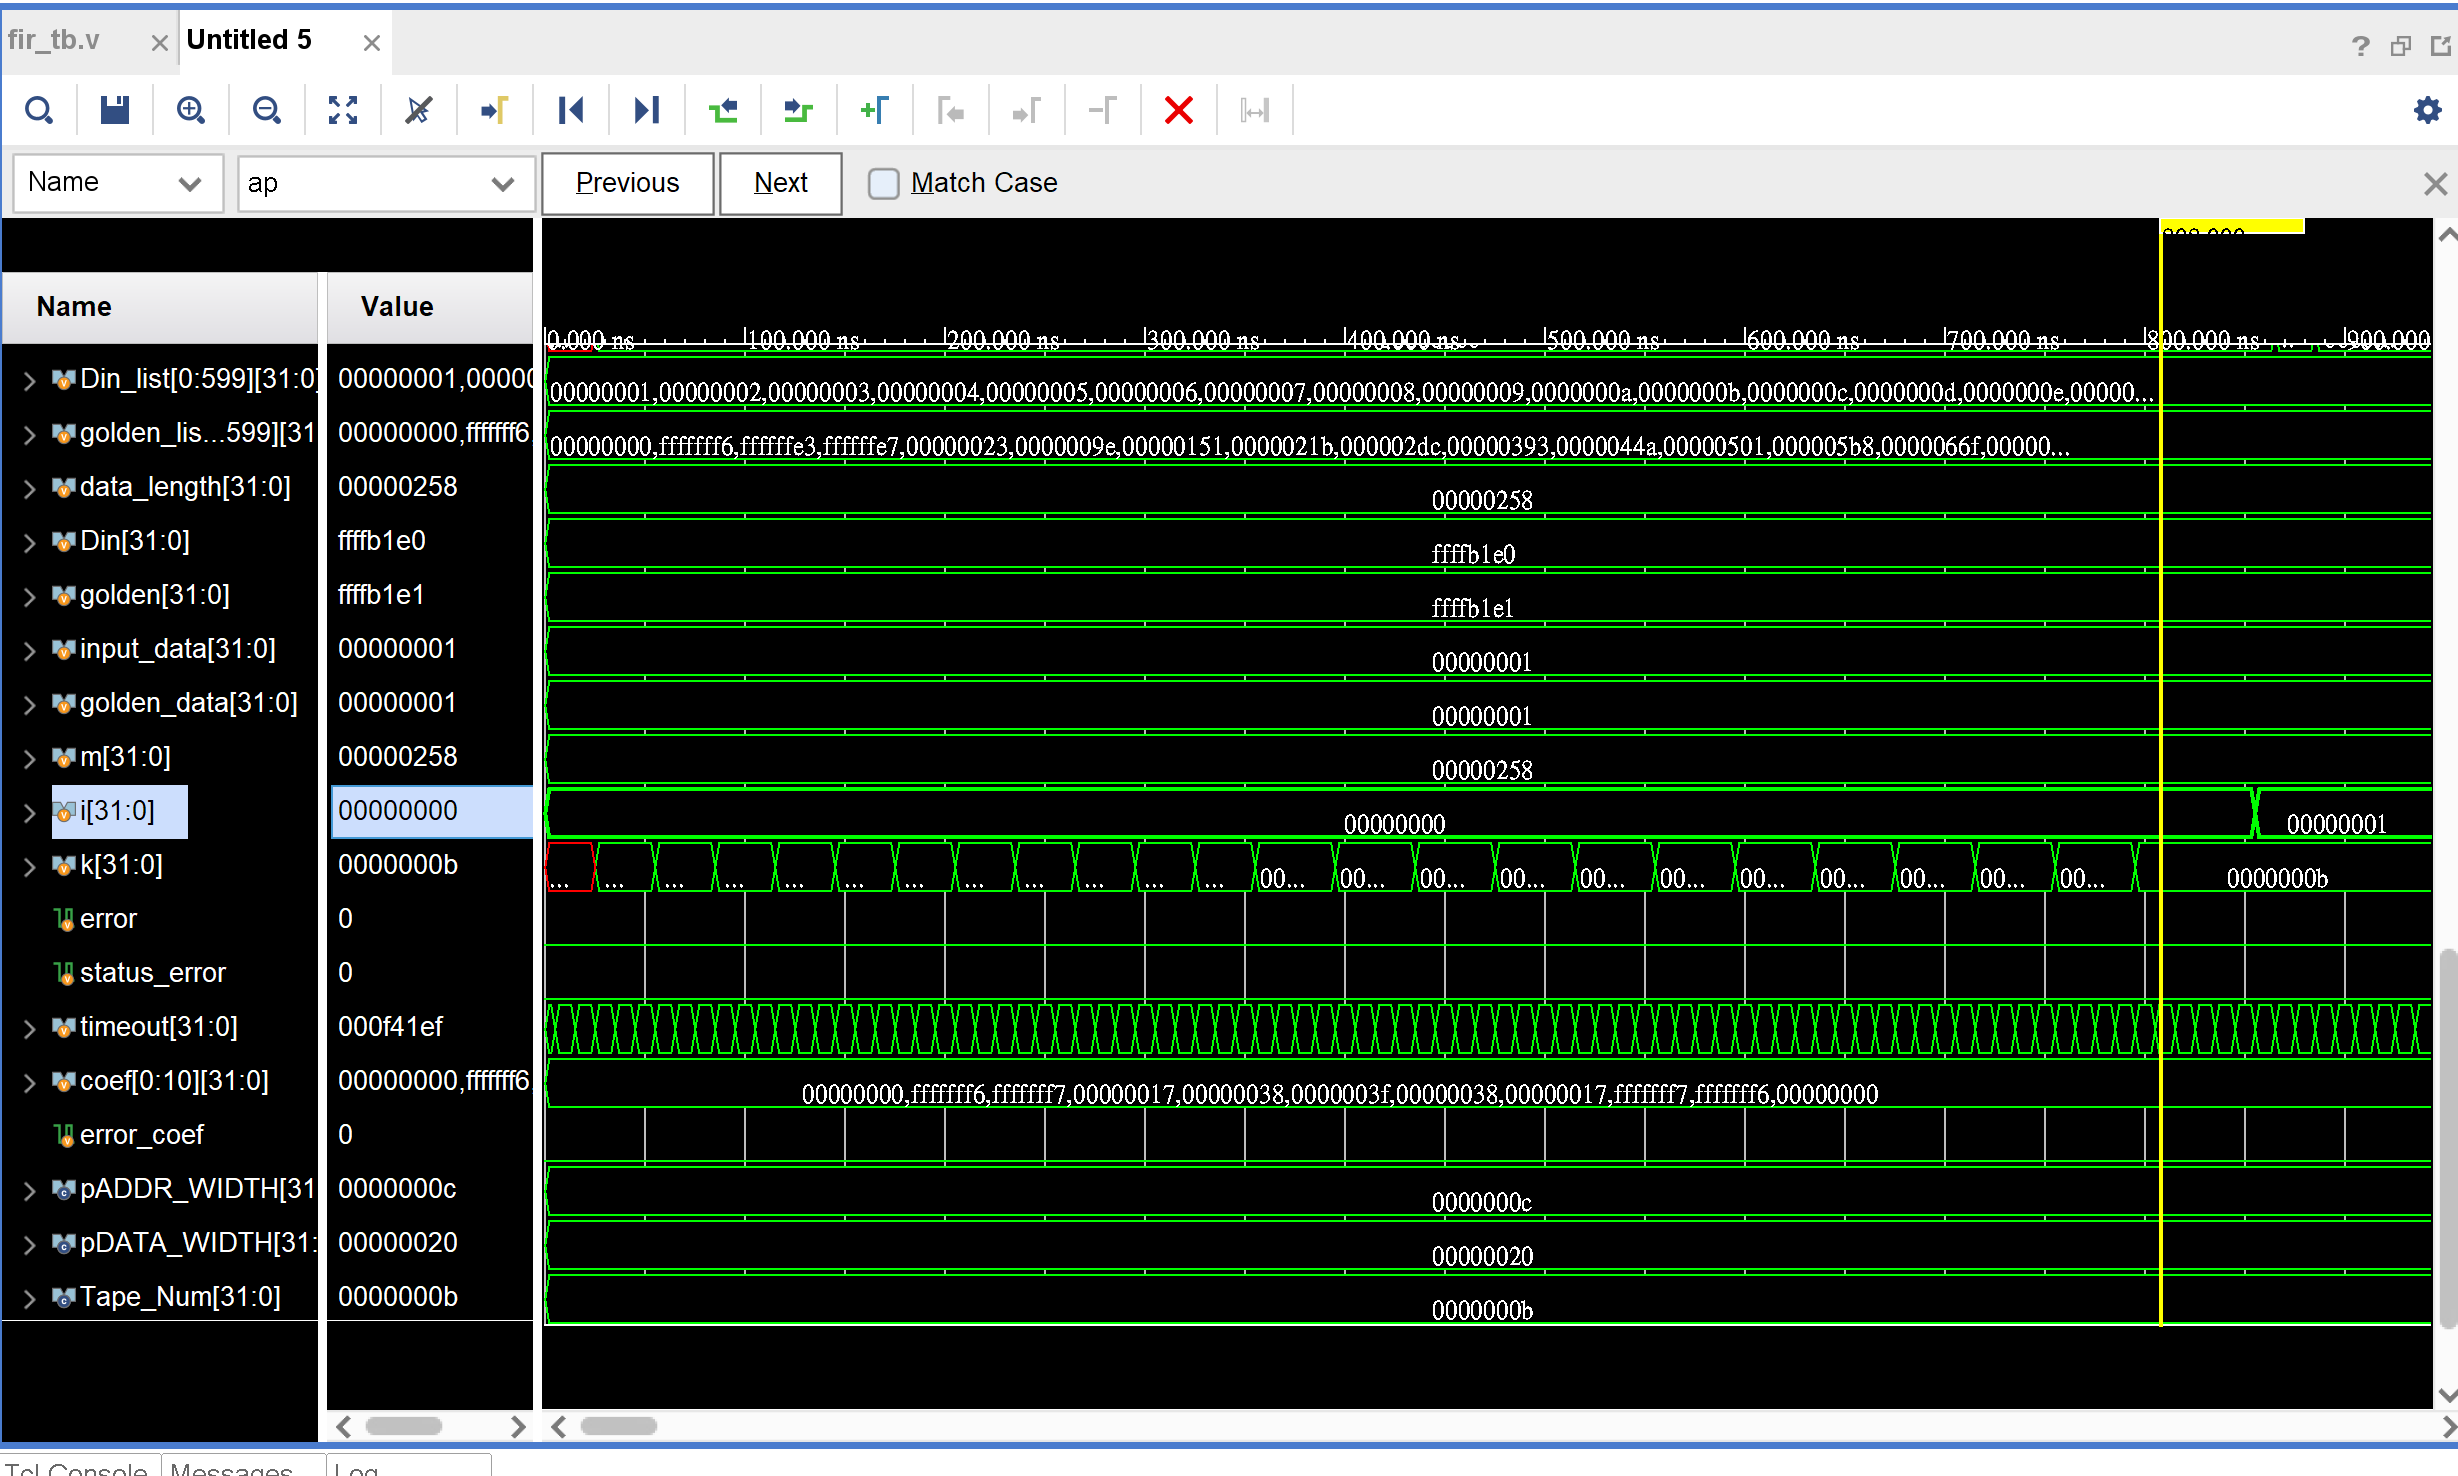 fir_tb.v
Untitled 5
?
Name
ap
Previous
Next
Match Case
Name
Value
0.000 ns
100.000 ns
200.000 ns
300.000 ns
400.000 ns
500.000 ns
600.000 ns
700.000 ns
800.000 ns
900.000
Din_list[0:599][31:0]
00000001,00000
00000001,00000002,00000003,00000004,00000005,00000006,00000007,00000008,00000009,0000000a,0000000b,0000000c,0000000d,0000000e,00000...
golden_lis...599][31
00000000,fffffff6
00000000,fffffff6,ffffffe3,ffffffe7,00000023,0000009e,00000151,0000021b,000002dc,00000393,0000044a,00000501,000005b8,0000066f,00000...
data_length[31:0]
00000258
00000258
Din[31:0]
ffffb1e0
ffffb1e0
golden[31:0]
ffffb1e1
ffffb1e1
input_data[31:0]
00000001
00000001
golden_data[31:0]
00000001
00000001
m[31:0]
00000258
00000258
i[31:0]
00000000
00000000
00000001
k[31:0]
0000000b
... ... ... ... ... ... ... ... ... ... ... ... 00... 00... 00... 00... 00... 00... 00... 00... 00... 00... 00...
0000000b
error
0
status_error
0
timeout[31:0]
000f41ef
coef[0:10][31:0]
00000000,fffffff6
00000000,fffffff6,fffffff7,00000017,00000038,0000003f,00000038,00000017,fffffff7,fffffff6,00000000
error_coef
0
pADDR_WIDTH[31
0000000c
0000000c
pDATA_WIDTH[31:
00000020
00000020
Tape_Num[31:0]
0000000b
0000000b
Tcl Console
Messages
Log